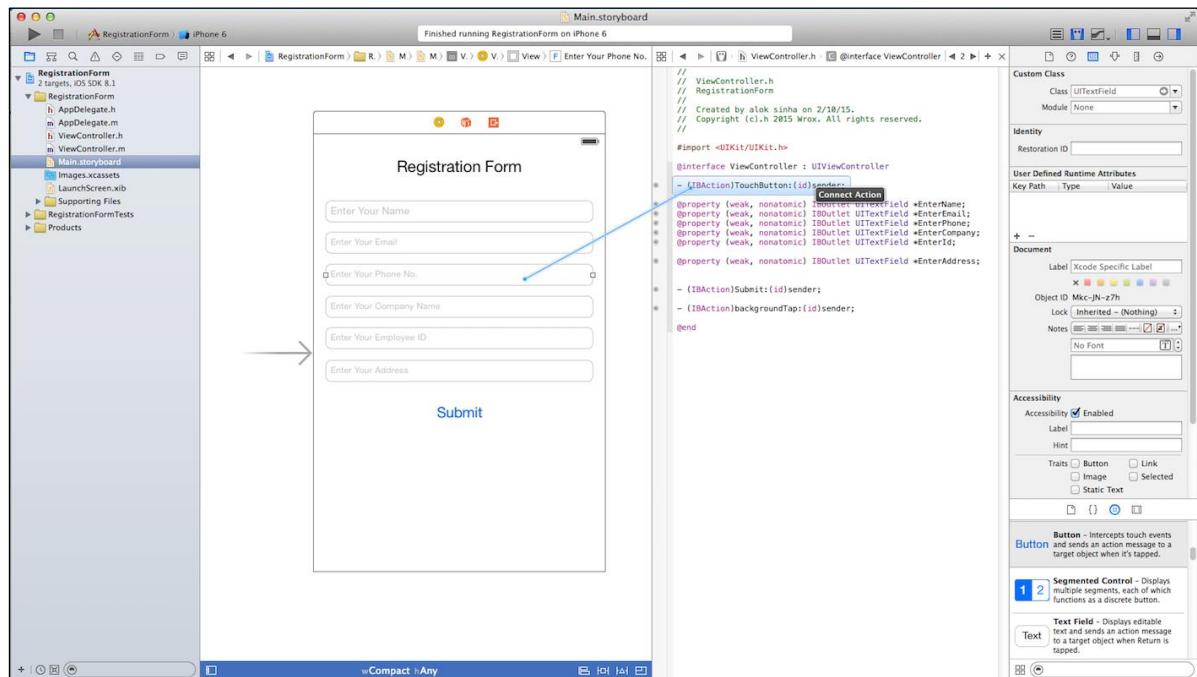 Main.storyboard
RegistrationForm iPhone 6
Finished running RegistrationForm on iPhone 6
RegistrationForm
2 targets, iOS SDK 8.1
RegistrationForm
AppDelegate.h
AppDelegate.m
ViewController.h
ViewController.m
Main.storyboard
Images.xcassets
LaunchScreen.xib
Supporting Files
RegistrationFormTests
Products
RegistrationForm R. M. M. V. V. View F Enter Your Phone No.
Registration Form
Enter Your Name
Enter Your Email
Enter Your Phone No.
Enter Your Company Name
Enter Your Employee ID
Enter Your Address
Submit
wCompact hAny
ViewController.h @interface ViewController 2
//
// ViewController.h
// RegistrationForm
//
// Created by alok sinha on 2/10/15.
// Copyright (c).h 2015 Wrox. All rights reserved.
//
#import <UIKit/UIKit.h>
@interface ViewController : UIViewController
- (IBAction)TouchButton:(id)sender;
Connect Action
@property (weak, nonatomic) IBOutlet UITextField *EnterName;
@property (weak, nonatomic) IBOutlet UITextField *EnterEmail;
@property (weak, nonatomic) IBOutlet UITextField *EnterPhone;
@property (weak, nonatomic) IBOutlet UITextField *EnterCompany;
@property (weak, nonatomic) IBOutlet UITextField *EnterId;
@property (weak, nonatomic) IBOutlet UITextField *EnterAddress;
- (IBAction)Submit:(id)sender;
- (IBAction)backgroundTap:(id)sender;
@end
Custom Class
Class UITextField
Module None
Identity
Restoration ID
User Defined Runtime Attributes
Key Path Type Value
Document
Label Xcode Specific Label
Object ID Mkc-JN-z7h
Lock Inherited - (Nothing)
Notes
No Font
Accessibility
Accessibility Enabled
Label
Hint
Traits Button Link
Image Selected
Static Text
Button Button - Intercepts touch events
and sends an action message to a
target object when it's tapped.
1 2 Segmented Control - Displays
multiple segments, each of which
functions as a discrete button.
Text Text Field - Displays editable
text and sends an action message
to a target object when Return is
tapped.